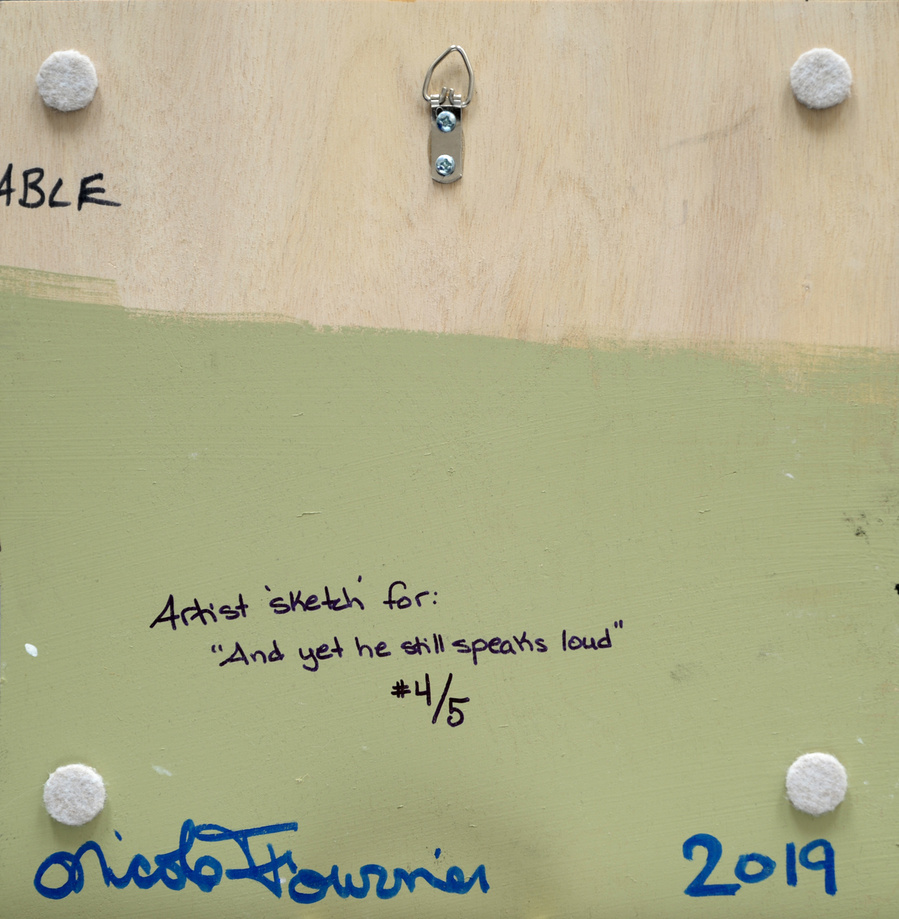 ABLE
Artist 'sketch' for:
"And yet he still speaks loud"
#4/5
Nicole Fournier 2019